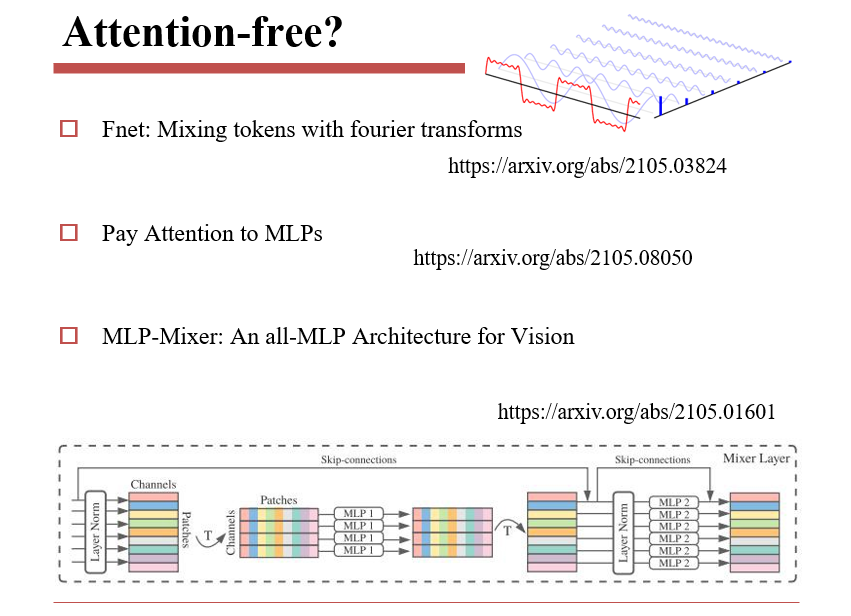 Attention-free?
Fnet: Mixing tokens with fourier transforms
https://arxiv.org/abs/2105.03824
Pay Attention to MLPs
https://arxiv.org/abs/2105.08050
MLP-Mixer: An all-MLP Architecture for Vision
https://arxiv.org/abs/2105.01601
Skip-connections
Skip-connections
Mixer Layer
Layer Norm
Channels
Patches
T
Channels
Patches
MLP 1
MLP 1
MLP 1
MLP 1
T
Layer Norm
MLP 2
MLP 2
MLP 2
MLP 2
MLP 2
MLP 2